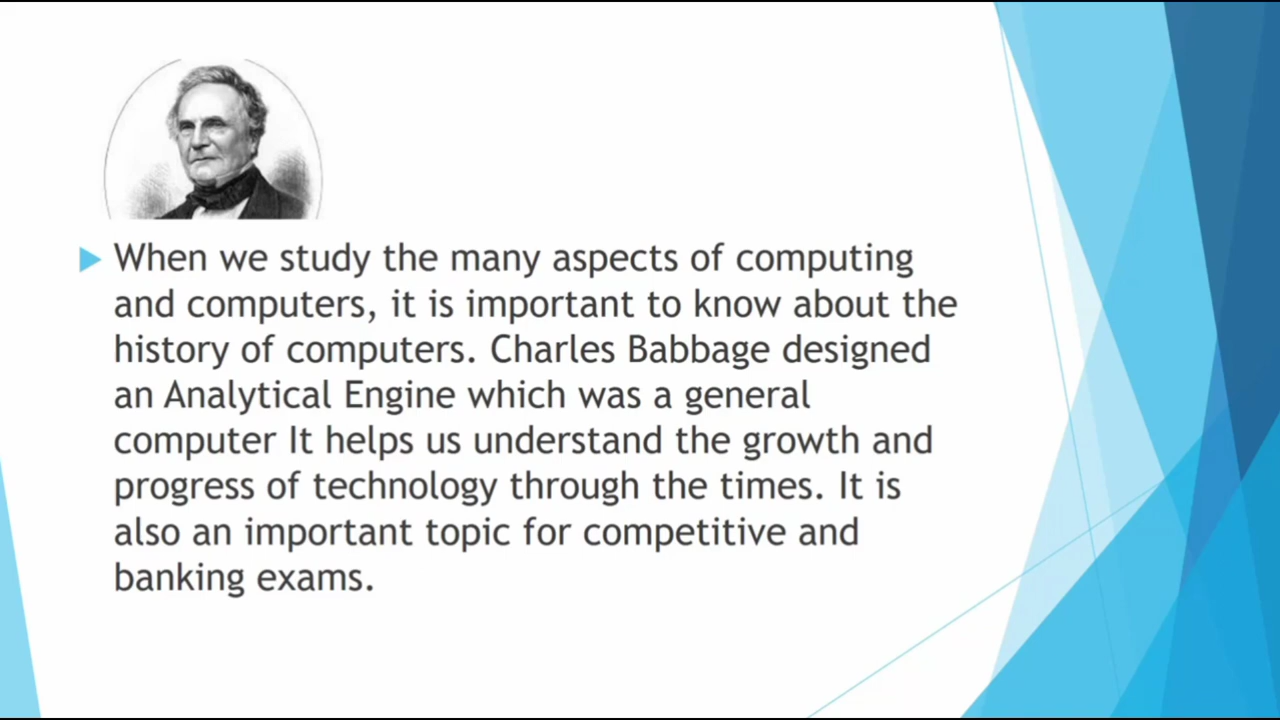 When we study the many aspects of computing
and computers, it is important to know about the
history of computers. Charles Babbage designed
an Analytical Engine which was a general
computer It helps us understand the growth and
progress of technology through the times. It is
also an important topic for competitive and
banking exams.